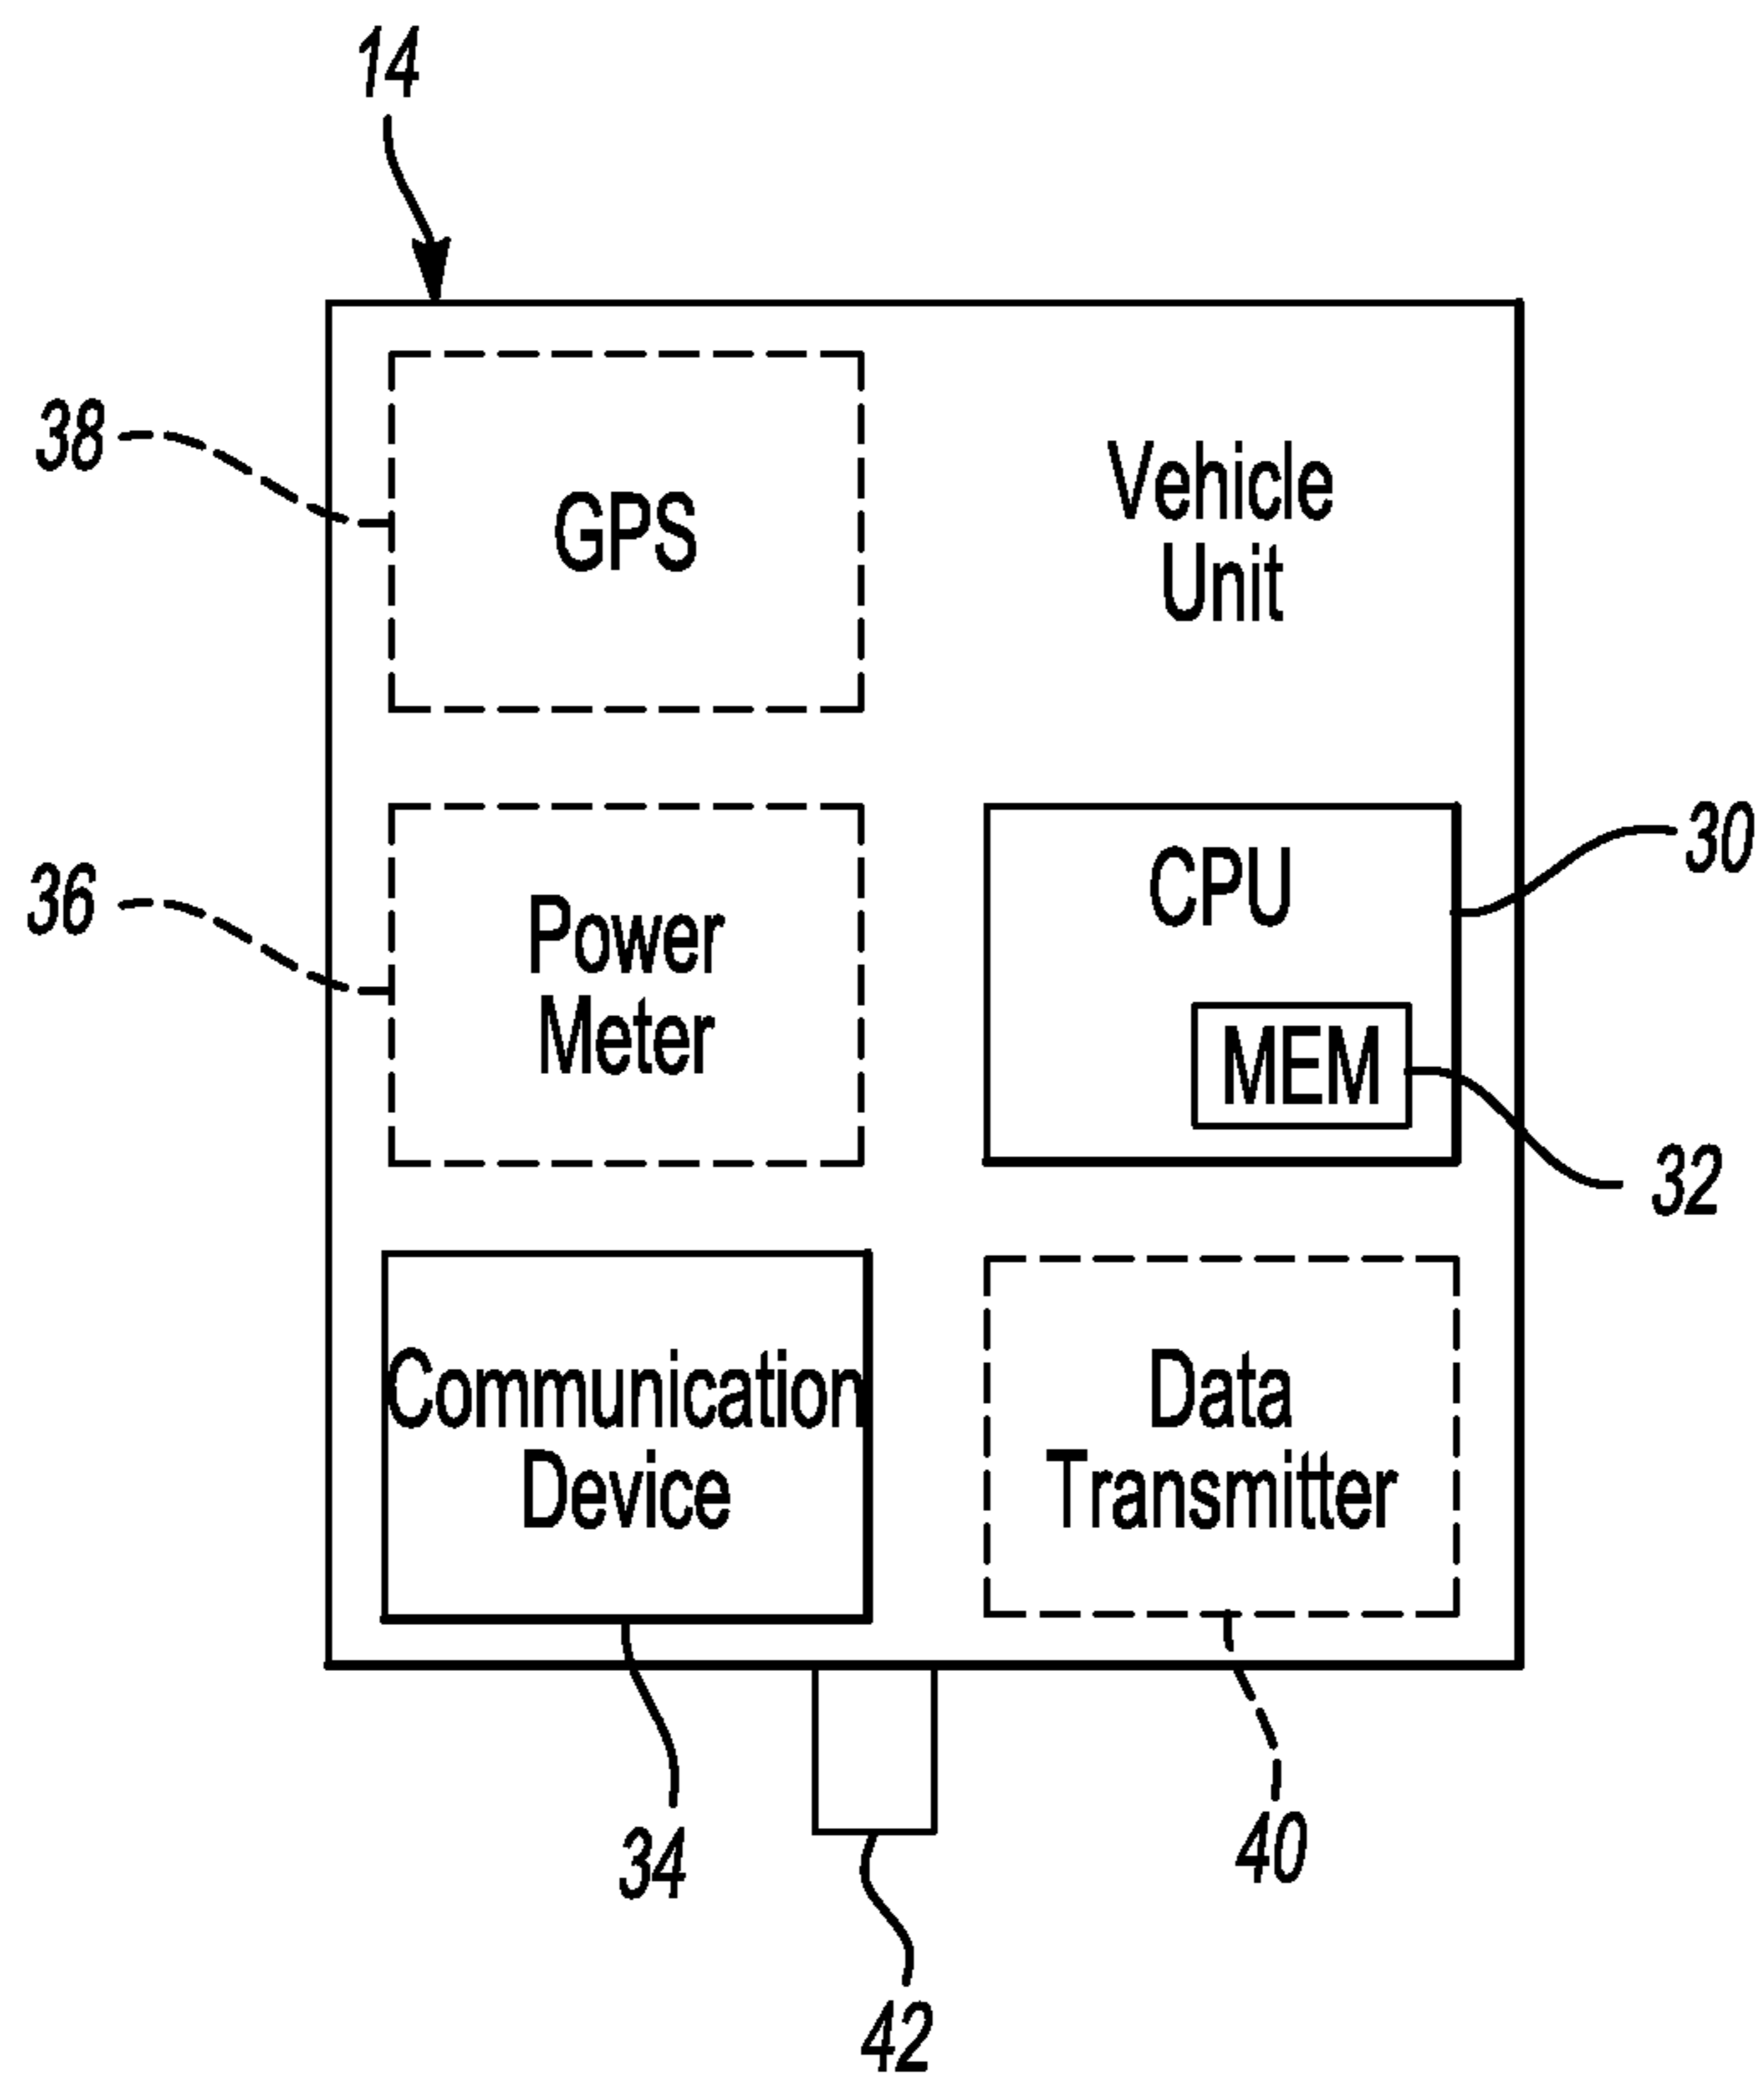 14
38
GPS
Vehicle
Unit
36
Power
Meter
CPU
30
MEM
32
Communication
Device
Data
Transmitter
34
40
42